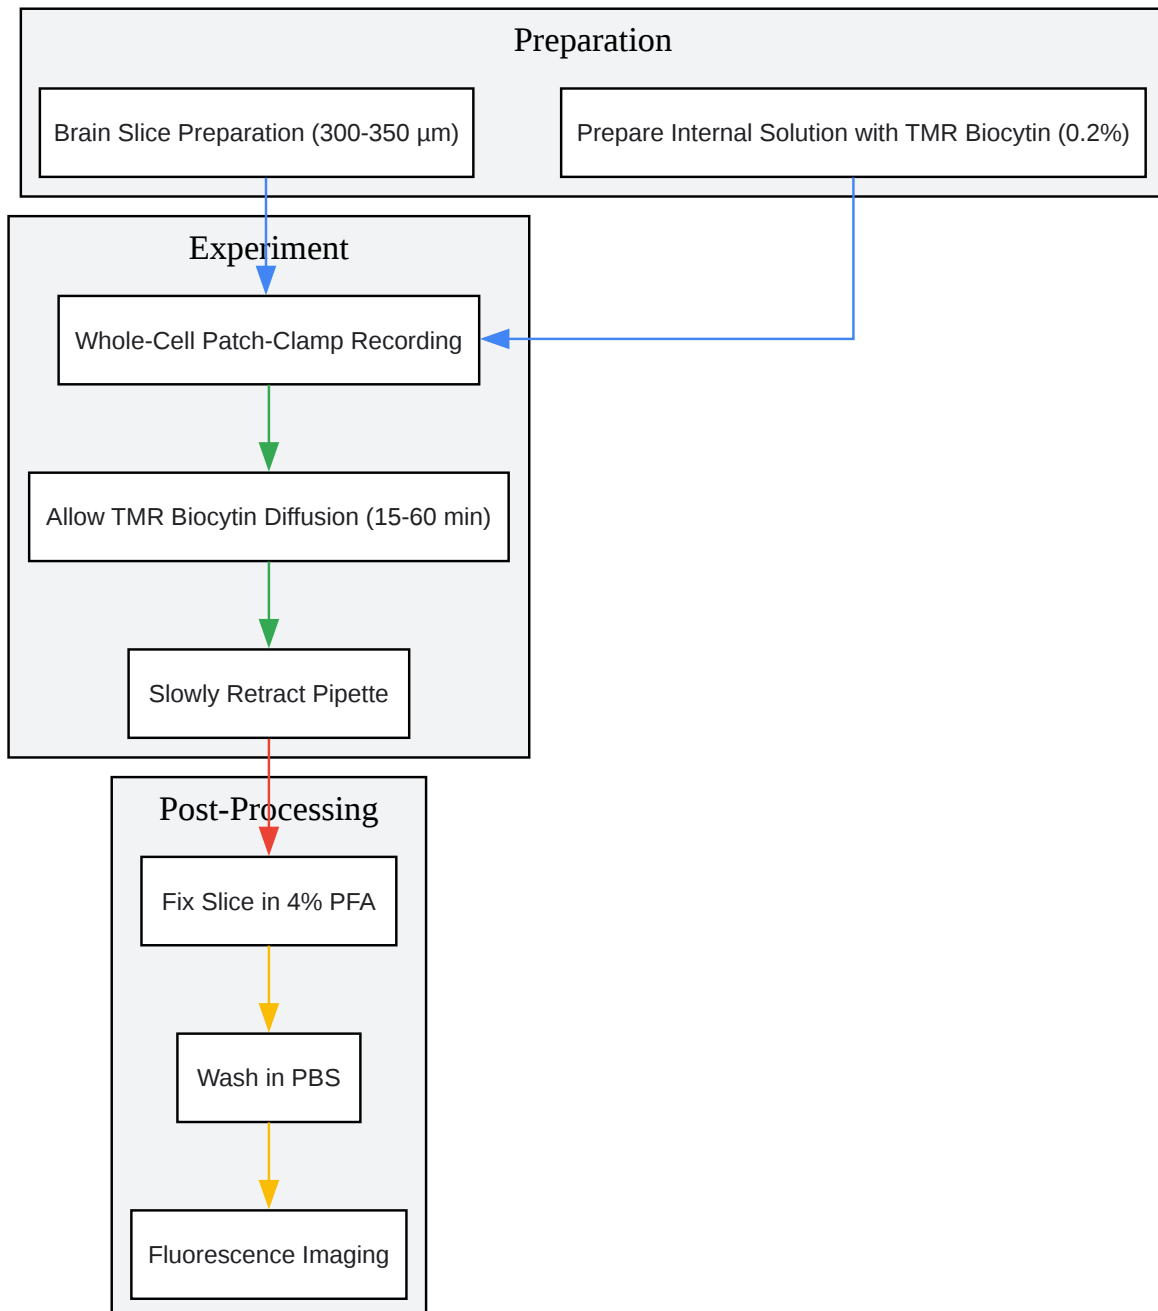 Preparation
Brain Slice Preparation (300-350 µm)
Prepare Internal Solution with TMR Biocytin (0.2%)
Experiment
Whole-Cell Patch-Clamp Recording
Allow TMR Biocytin Diffusion (15-60 min)
Slowly Retract Pipette
Post-Processing
Fix Slice in 4% PFA
Wash in PBS
Fluorescence Imaging